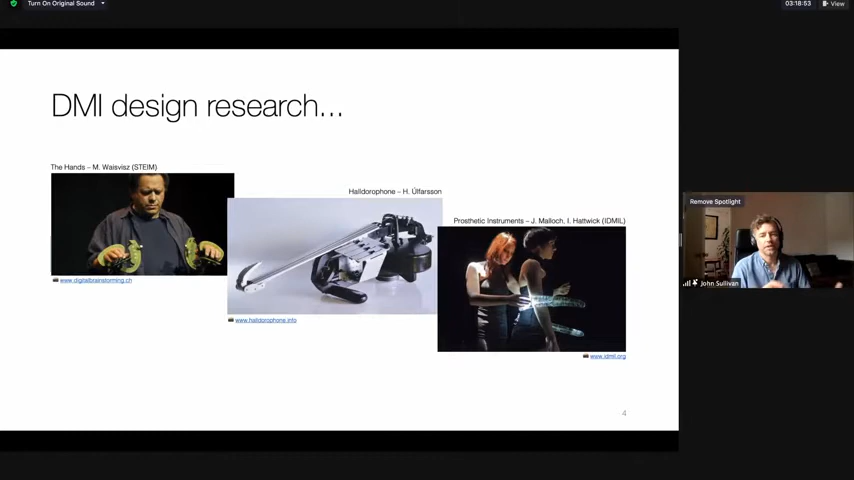 Turn On Original Sound
03:18:53
View
DMI design research...
The Hands – M. Waisvisz (STEIM)
Halldorophone – H. Úlfarsson
Prosthetic Instruments – J. Malloch, I. Hattwick (IDMIL)
Remove Spotlight
John Sullivan
www.digitalbrainstorming.ch
www.halldorophone.info
www.idmil.org
4